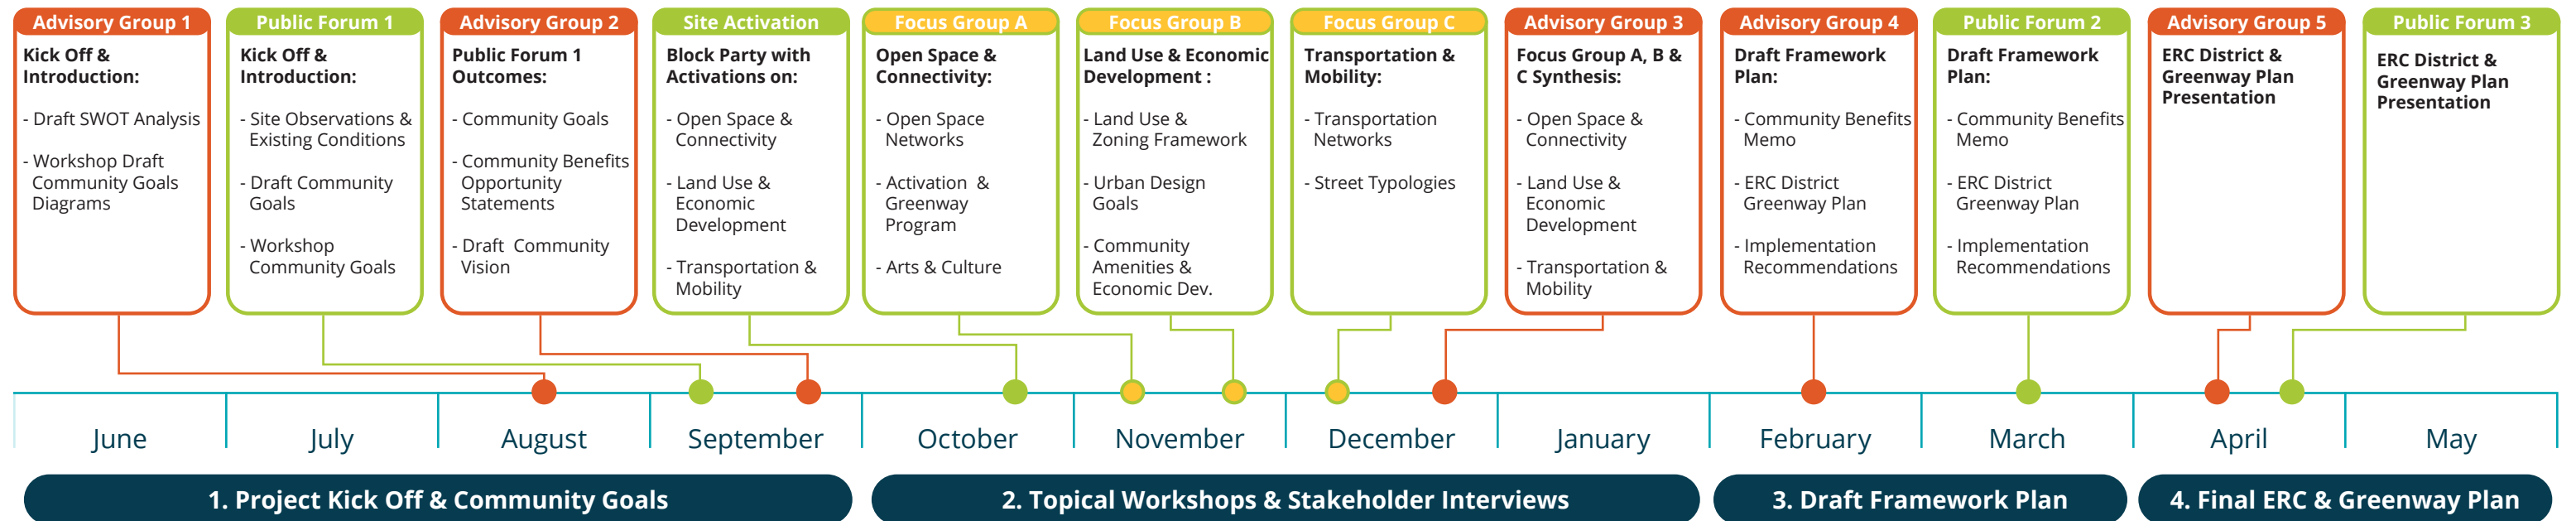 Advisory Group 1
Kick Off &
Introduction:
- Draft SWOT Analysis
- Workshop Draft
Community Goals
Diagrams
Public Forum 1
Kick Off &
Introduction:
- Site Observations &
Existing Conditions
- Draft Community
Goals
- Workshop
Community Goals
Advisory Group 2
Public Forum 1
Outcomes:
- Community Goals
- Community Benefits
Opportunity
Statements
- Draft Community
Vision
Site Activation
Block Party with
Activations on:
- Open Space &
Connectivity
- Land Use &
Economic
Development
- Transportation &
Mobility
Focus Group A
Open Space &
Connectivity:
- Open Space
Networks
- Activation &
Greenway
Program
- Arts & Culture
Focus Group B
Land Use & Economic
Development :
- Land Use &
Zoning Framework
- Urban Design
Goals
- Community
Amenities &
Economic Dev.
Focus Group C
Transportation &
Mobility:
- Transportation
Networks
- Street Typologies
Advisory Group 3
Focus Group A, B &
C Synthesis:
- Open Space &
Connectivity
- Land Use &
Economic
Development
- Transportation &
Mobility
Advisory Group 4
Draft Framework
Plan:
- Community Benefits
Memo
- ERC District
Greenway Plan
- Implementation
Recommendations
Public Forum 2
Draft Framework
Plan:
- Community Benefits
Memo
- ERC District
Greenway Plan
- Implementation
Recommendations
Advisory Group 5
ERC District &
Greenway Plan
Presentation
Public Forum 3
ERC District &
Greenway Plan
Presentation
June
July
August
September
October
November
December
January
February
March
April
May
1. Project Kick Off & Community Goals
2. Topical Workshops & Stakeholder Interviews
3. Draft Framework Plan
4. Final ERC & Greenway Plan